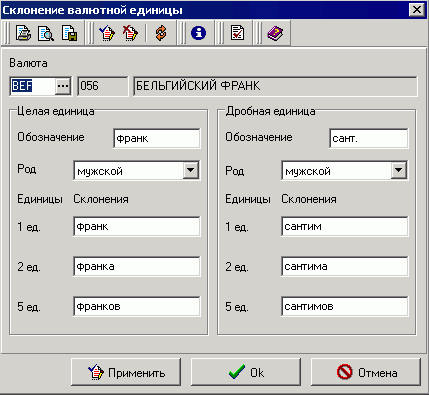 Склонение валютной единицы
Валюта
BEF ... 056 БЕЛЬГИЙСКИЙ ФРАНК
Целая единица
Обозначение франк
Род мужской
Единицы Склонения
1 ед. франк
2 ед. франка
5 ед. франков
Дробная единица
Обозначение сант.
Род мужской
Единицы Склонения
1 ед. сантим
2 ед. сантима
5 ед. сантимов
Применить Ok Отмена